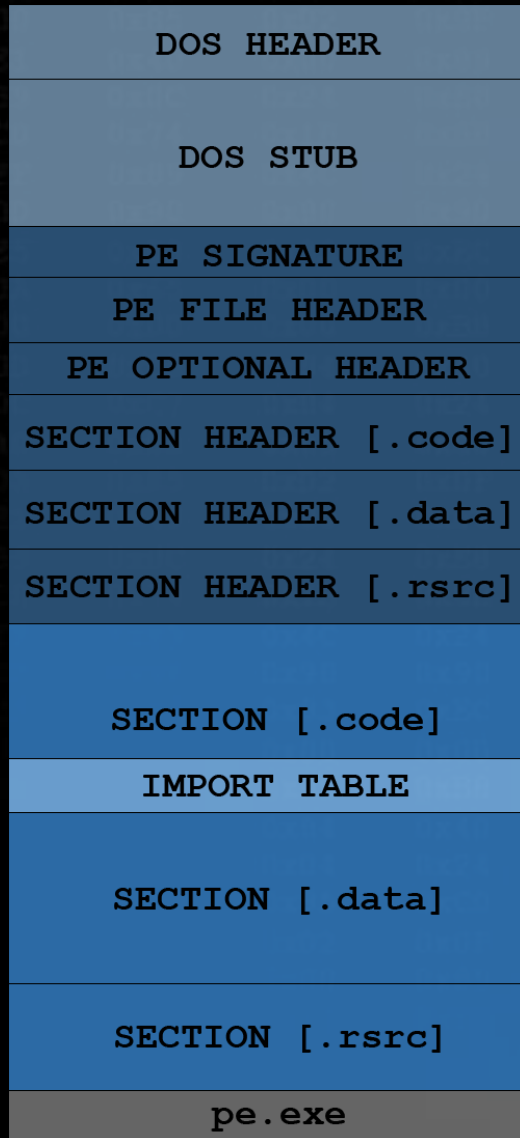 DOS HEADER
DOS STUB
PE SIGNATURE
PE FILE HEADER
PE OPTIONAL HEADER
SECTION HEADER [.code]
SECTION HEADER [.data]
SECTION HEADER [.rsrc]
SECTION [.code]
IMPORT TABLE
SECTION [.data]
SECTION [.rsrc]
pe.exe